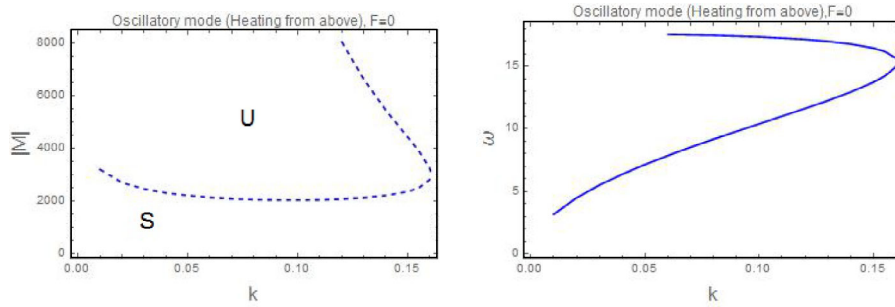 Oscillatory mode (Heating from above), F=0
8000
6000
4000
2000
0
|M|
U
S
0.00
0.05
0.10
0.15
k
Oscillatory mode (Heating from above),F=0
15
10
5
0
ω
0.00
0.05
0.10
0.15
k